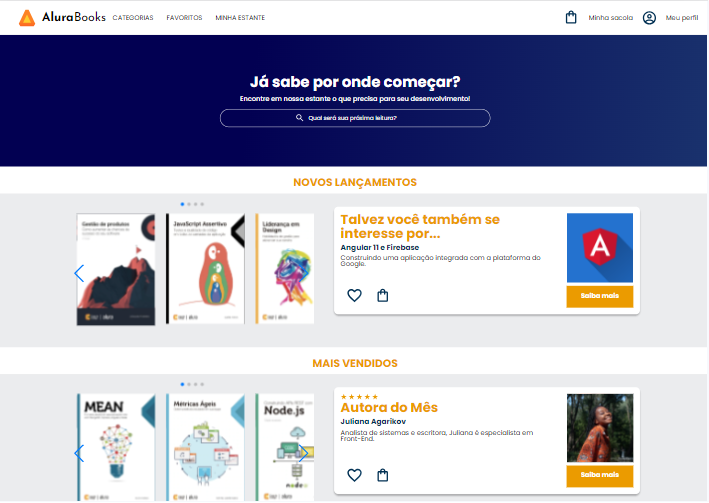 AluraBooks CATEGORIAS FAVORITOS MINHA ESTANTE Minha sacola Meu perfil
Já sabe por onde começar?
Encontre em nossa estante o que precisa para seu desenvolvimento!
Qual será sua próxima leitura?
NOVOS LANÇAMENTOS
Gestão de produtos
JavaScript Assertivo
Liderança em
Design
Talvez você também se
interesse por...
Angular 11 e Firebase
Construindo uma aplicação integrada com a plataforma do
Google.
A
Saiba mais
MAIS VENDIDOS
MEAN
Métricas Ágeis
Node.js
node
Autora do Mês
Juliana Agarikov
Analista de sistemas e escritora, Juliana é especialista em
Front-End.
Saiba mais